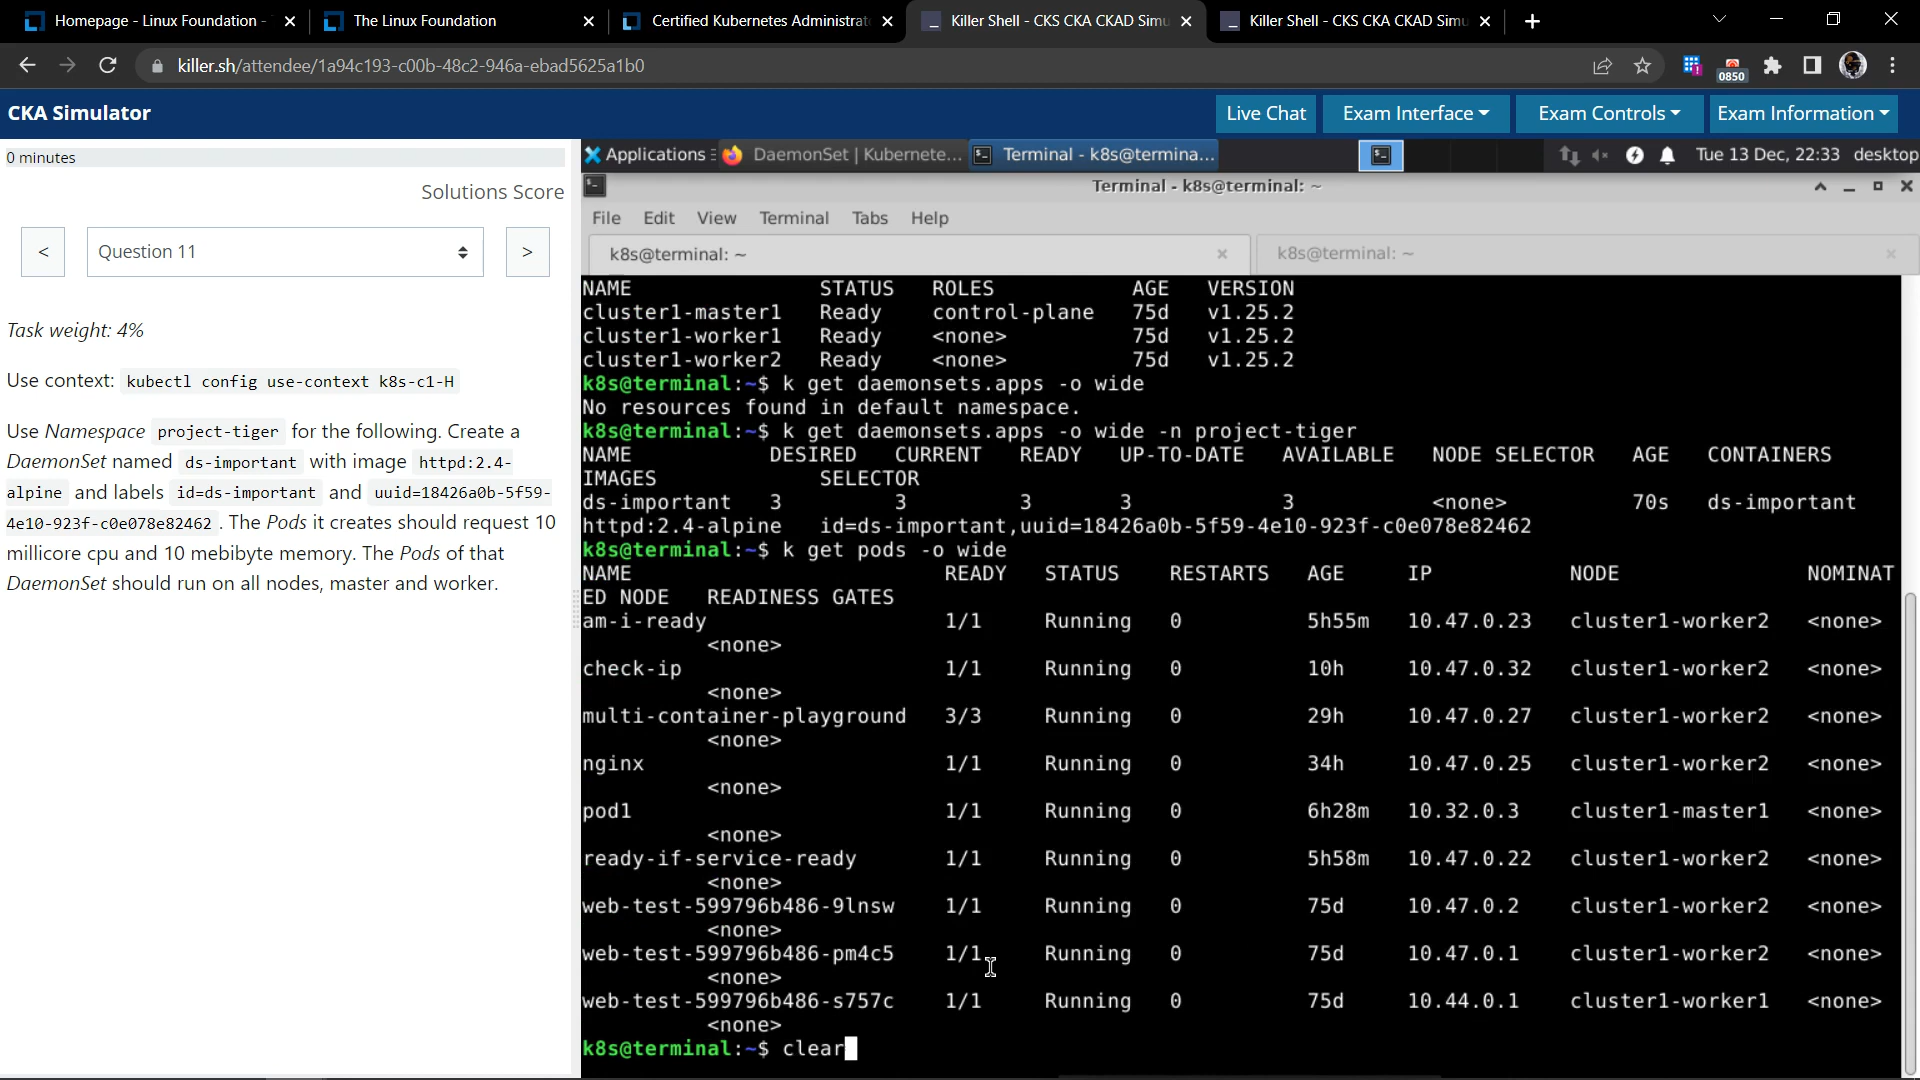 Homepage - Linux Foundation -
The Linux Foundation
Certified Kubernetes Administrat
Killer Shell - CKS CKA CKAD Simu
Killer Shell - CKS CKA CKAD Simu
killer.sh/attendee/1a94c193-c00b-48c2-946a-ebad5625a1b0
1
0850
CKA Simulator
Live Chat
Exam Interface
Exam Controls
Exam Information
0 minutes
Solutions Score
<
Question 11
>
Task weight: 4%
Use context: kubectl config use-context k8s-c1-H
Use Namespace project-tiger for the following. Create a
DaemonSet named ds-important with image httpd:2.4-
alpine and labels id=ds-important and uuid=18426a0b-5f59-
4e10-923f-c0e078e82462 . The Pods it creates should request 10
millicore cpu and 10 mebibyte memory. The Pods of that
DaemonSet should run on all nodes, master and worker.
Applications
DaemonSet | Kubernete...
Terminal - k8s@termina...
Tue 13 Dec, 22:33 desktop
Terminal - k8s@terminal: ~
File Edit View Terminal Tabs Help
k8s@terminal: ~
k8s@terminal: ~
NAME STATUS ROLES AGE VERSION
cluster1-master1 Ready control-plane 75d v1.25.2
cluster1-worker1 Ready <none> 75d v1.25.2
cluster1-worker2 Ready <none> 75d v1.25.2
k8s@terminal:~$ k get daemonsets.apps -o wide
No resources found in default namespace.
k8s@terminal:~$ k get daemonsets.apps -o wide -n project-tiger
NAME DESIRED CURRENT READY UP-TO-DATE AVAILABLE NODE SELECTOR AGE CONTAINERS
IMAGES SELECTOR
ds-important 3 3 3 3 3 <none> 70s ds-important
httpd:2.4-alpine id=ds-important,uuid=18426a0b-5f59-4e10-923f-c0e078e82462
k8s@terminal:~$ k get pods -o wide
NAME READY STATUS RESTARTS AGE IP NODE NOMINAT
ED NODE READINESS GATES
am-i-ready 1/1 Running 0 5h55m 10.47.0.23 cluster1-worker2 <none>
<none>
check-ip 1/1 Running 0 10h 10.47.0.32 cluster1-worker2 <none>
<none>
multi-container-playground 3/3 Running 0 29h 10.47.0.27 cluster1-worker2 <none>
<none>
nginx 1/1 Running 0 34h 10.47.0.25 cluster1-worker2 <none>
<none>
pod1 1/1 Running 0 6h28m 10.32.0.3 cluster1-master1 <none>
<none>
ready-if-service-ready 1/1 Running 0 5h58m 10.47.0.22 cluster1-worker2 <none>
<none>
web-test-599796b486-9lnsw 1/1 Running 0 75d 10.47.0.2 cluster1-worker2 <none>
<none>
web-test-599796b486-pm4c5 1/1 Running 0 75d 10.47.0.1 cluster1-worker2 <none>
<none>
web-test-599796b486-s757c 1/1 Running 0 75d 10.44.0.1 cluster1-worker1 <none>
<none>
k8s@terminal:~$ clear